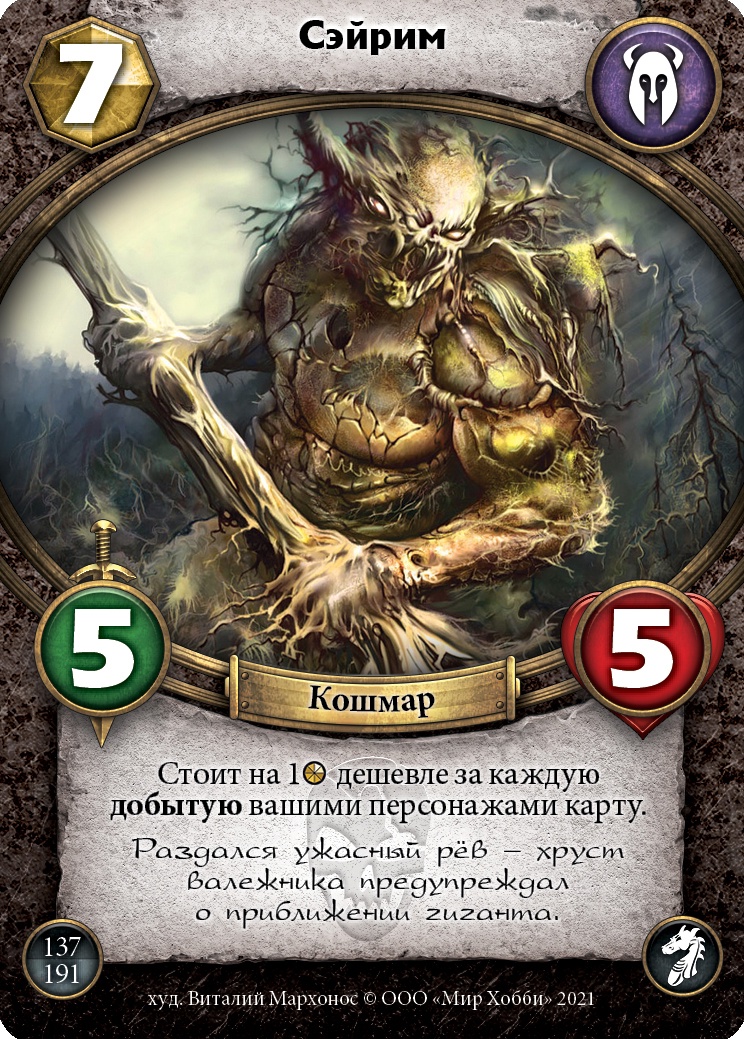 Сэйрим
7
5
5
Кошмар
Стоит на 1 дешевле за каждую
добытую вашими персонажами карту.
Раздался ужасный рёв – хруст
валежника предупреждал
о приближении гиганта.
137
191
худ. Виталий Мархонос © ООО «Мир Хобби» 2021